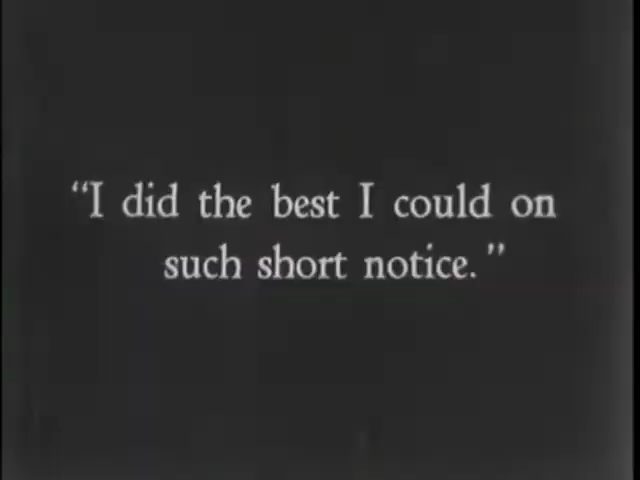 “I did the best I could on
such short notice.”